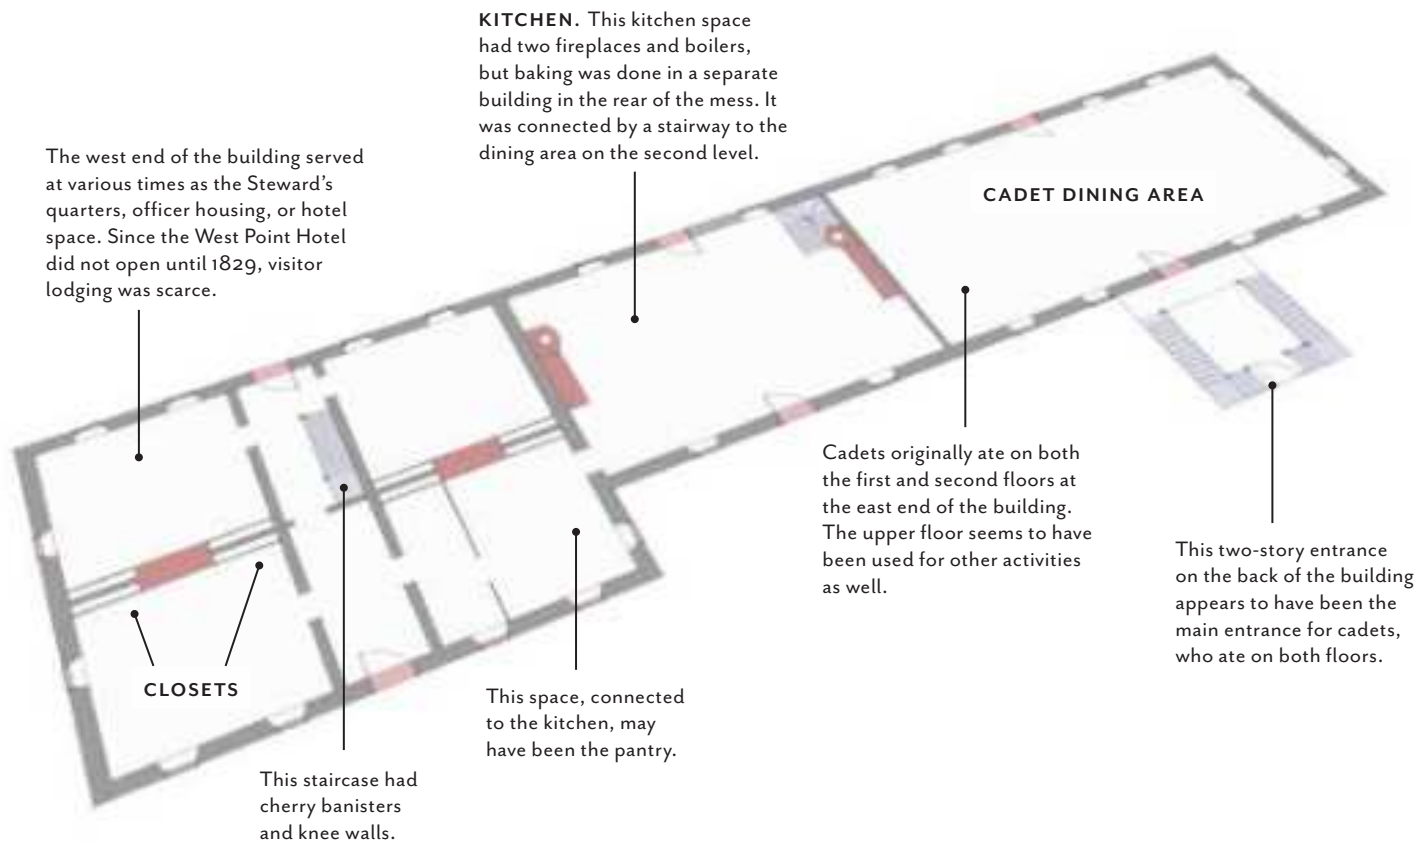 KITCHEN. This kitchen space
had two fireplaces and boilers,
but baking was done in a separate
building in the rear of the mess. It
was connected by a stairway to the
dining area on the second level.
The west end of the building served
at various times as the Steward’s
quarters, officer housing, or hotel
space. Since the West Point Hotel
did not open until 1829, visitor
lodging was scarce.
CADET DINING AREA
Cadets originally ate on both
the first and second floors at
the east end of the building.
The upper floor seems to have
been used for other activities
as well.
This two-story entrance
on the back of the building
appears to have been the
main entrance for cadets,
who ate on both floors.
CLOSETS
This space, connected
to the kitchen, may
have been the pantry.
This staircase had
cherry banisters
and knee walls.